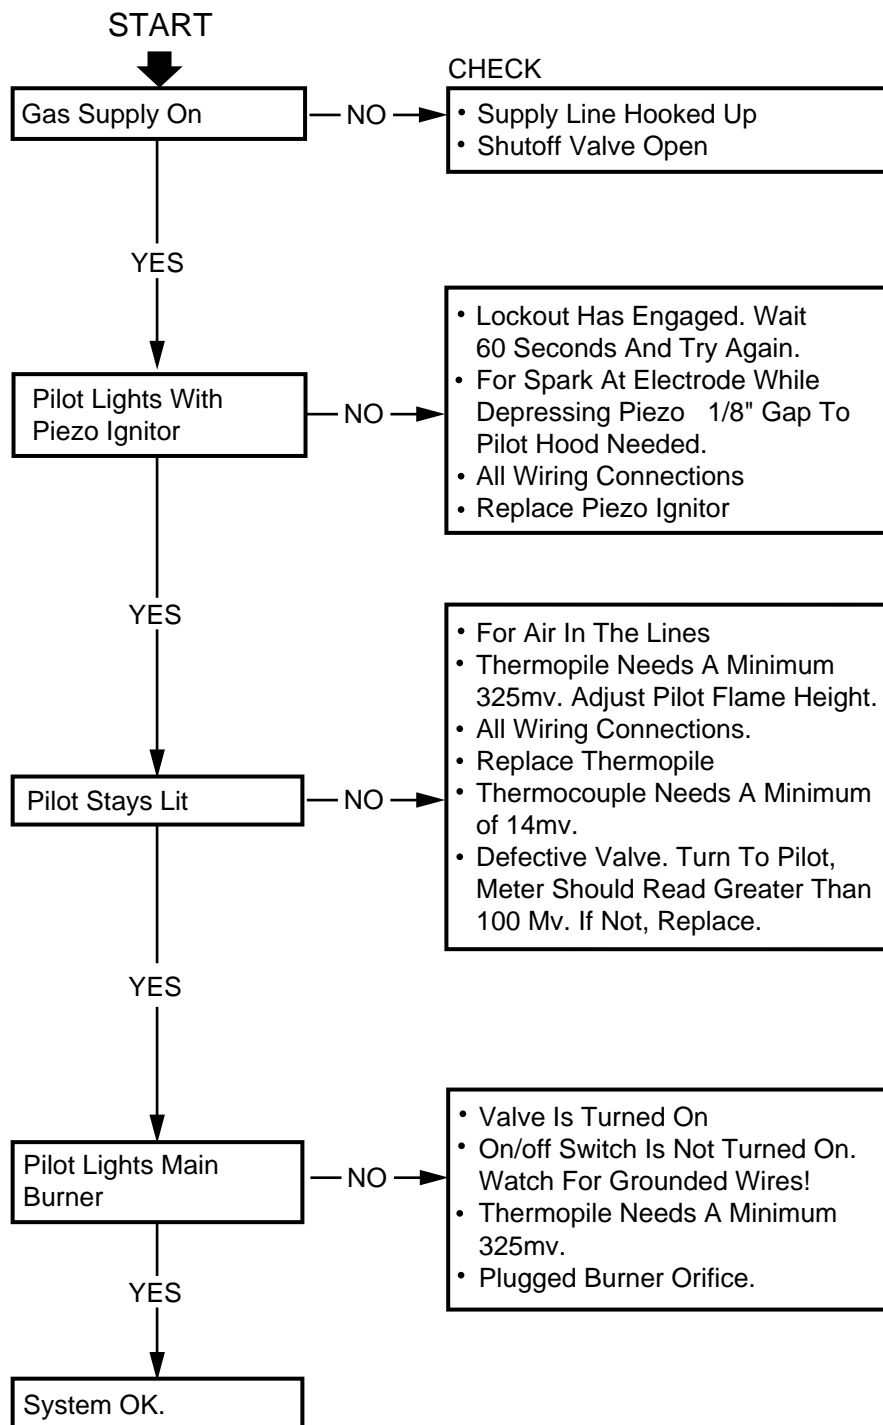 START
CHECK
Gas Supply On
NO
• Supply Line Hooked Up
• Shutoff Valve Open
YES
Pilot Lights With
Piezo Ignitor
NO
• Lockout Has Engaged. Wait
60 Seconds And Try Again.
• For Spark At Electrode While
Depressing Piezo 1/8" Gap To
Pilot Hood Needed.
• All Wiring Connections
• Replace Piezo Ignitor
YES
Pilot Stays Lit
NO
• For Air In The Lines
• Thermopile Needs A Minimum
325mv. Adjust Pilot Flame Height.
• All Wiring Connections.
• Replace Thermopile
• Thermocouple Needs A Minimum
of 14mv.
• Defective Valve. Turn To Pilot,
Meter Should Read Greater Than
100 Mv. If Not, Replace.
YES
Pilot Lights Main
Burner
NO
• Valve Is Turned On
• On/off Switch Is Not Turned On.
Watch For Grounded Wires!
• Thermopile Needs A Minimum
325mv.
• Plugged Burner Orifice.
YES
System OK.